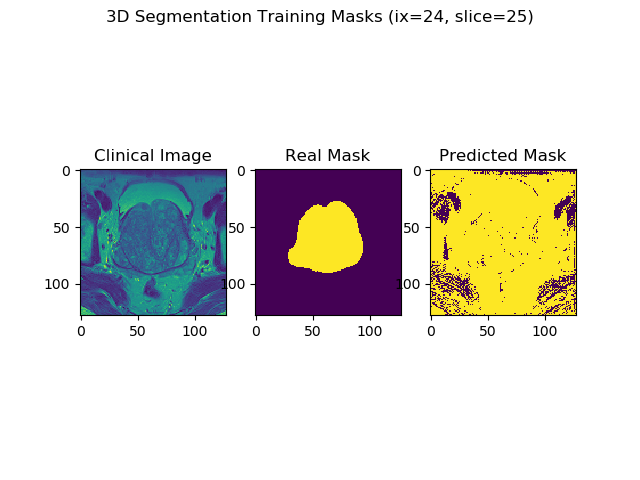 3D Segmentation Training Masks (ix=24, slice=25)
Clinical Image Real Mask Predicted Mask
0 0 0
50 50 50
100 100 100
0 50 100 0 50 100 0 50 100